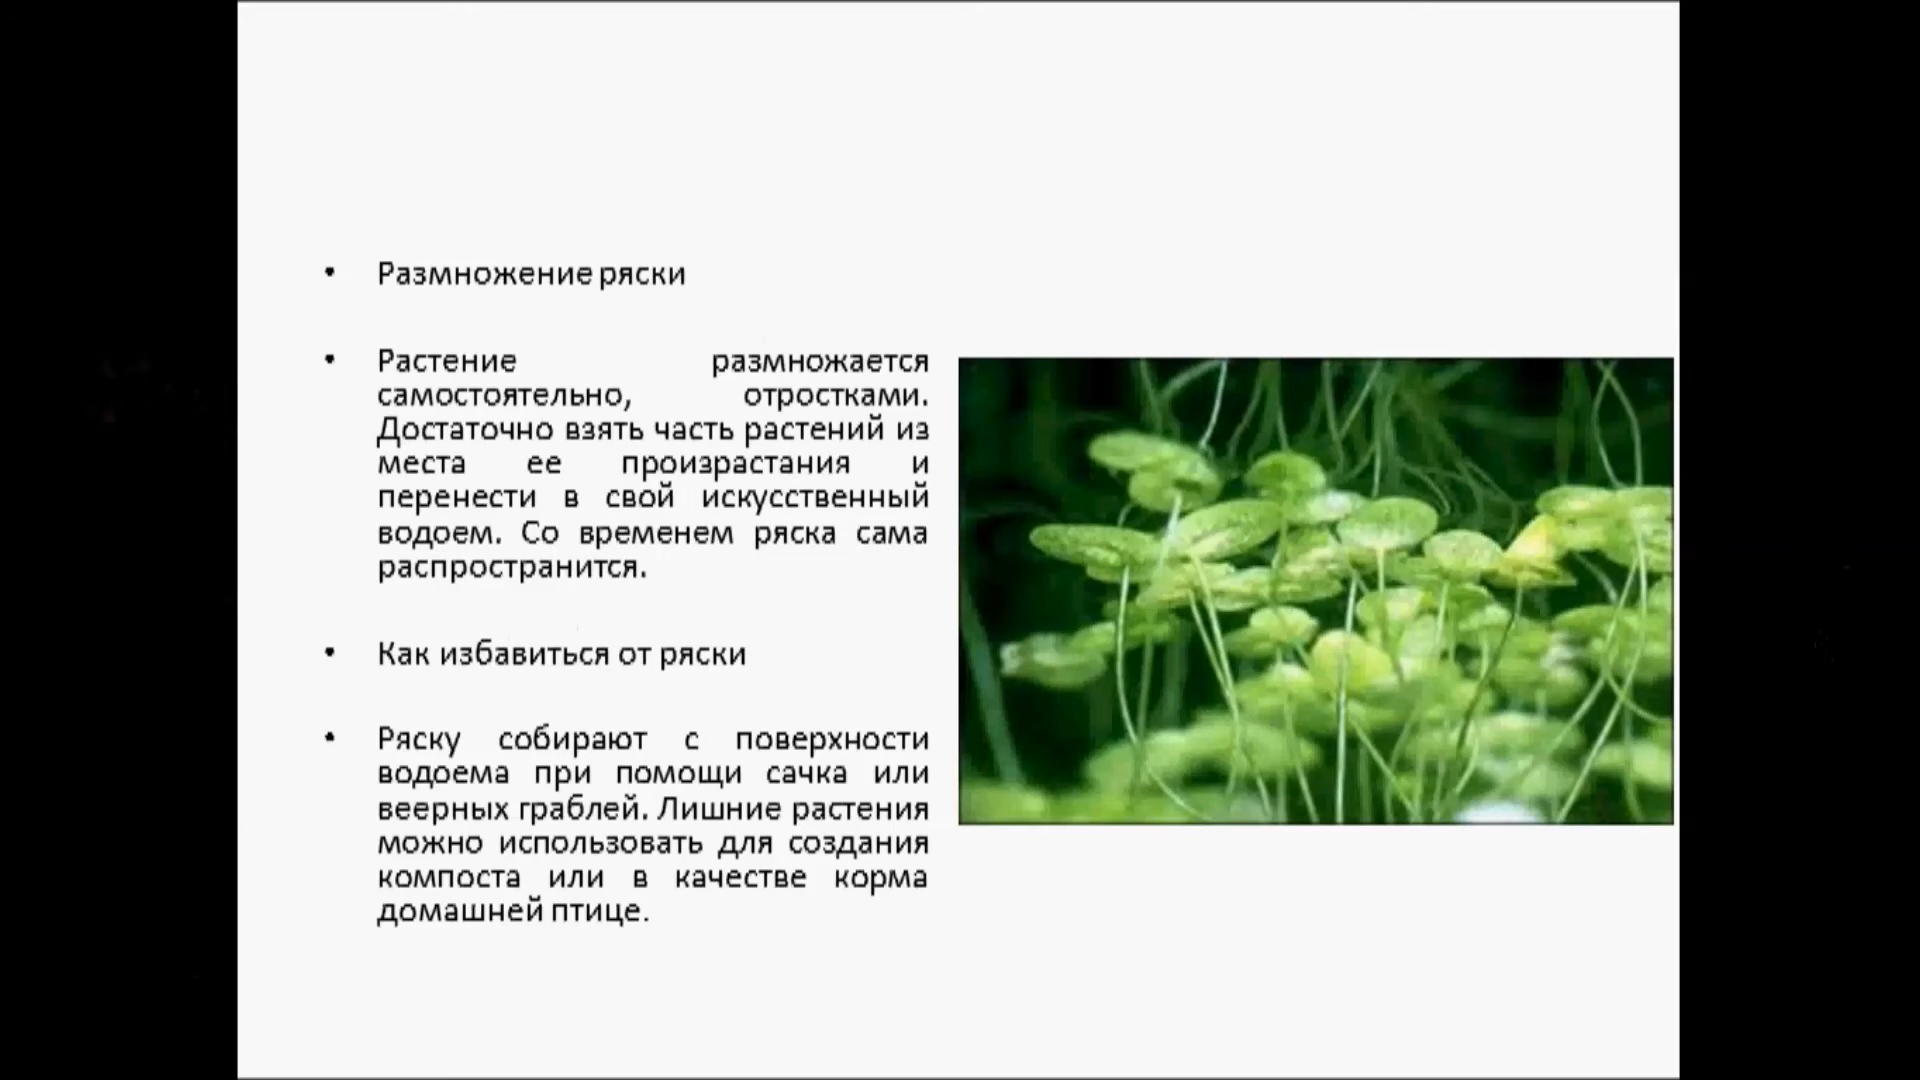 • Размножение ряски
• Растение размножается
самостоятельно, отростками.
Достаточно взять часть растений из
места ее произрастания и
перенести в свой искусственный
водоем. Со временем ряска сама
распространится.
• Как избавиться от ряски
• Ряску собирают с поверхности
водоема при помощи сачка или
веерных граблей. Лишние растения
можно использовать для создания
компоста или в качестве корма
домашней птице.